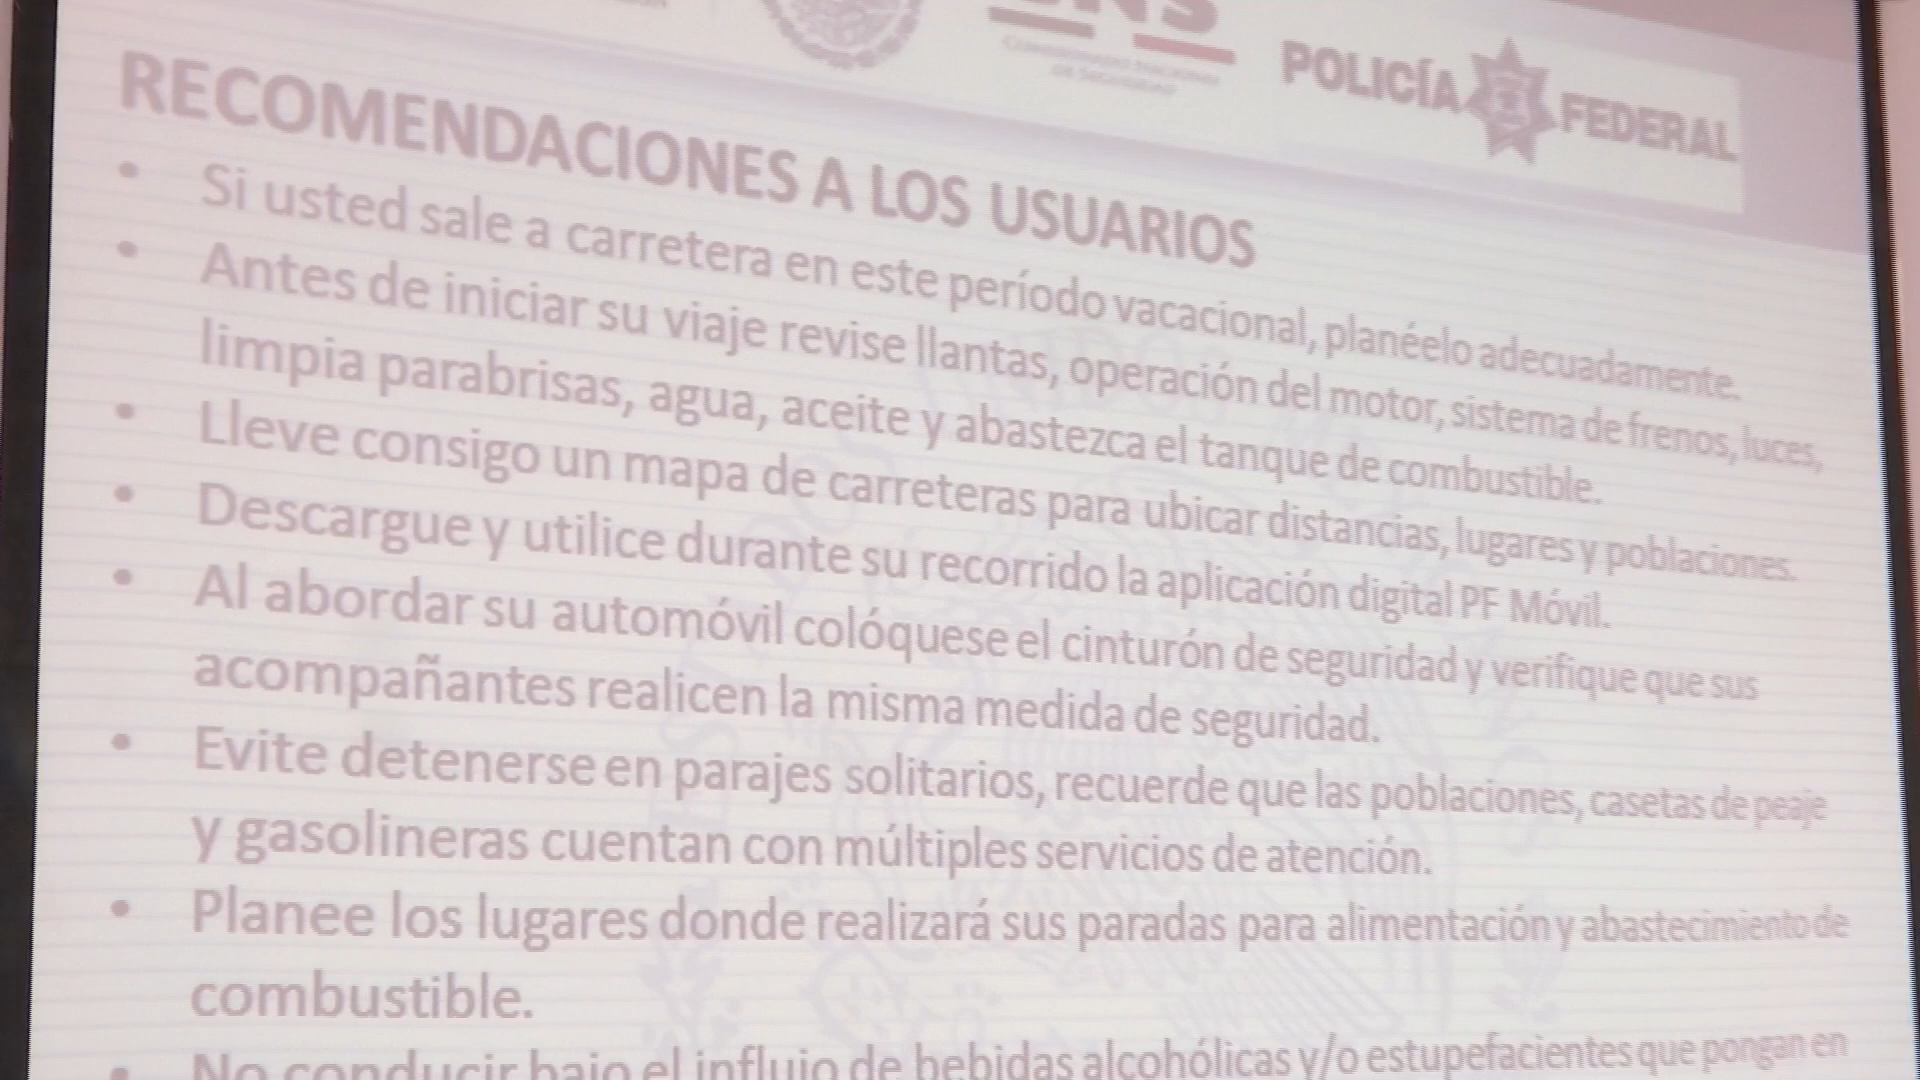 CNS
POLICÍA FEDERAL
RECOMENDACIONES A LOS USUARIOS
• Si usted sale a carretera en este período vacacional, planéelo adecuadamente.
• Antes de iniciar su viaje revise llantas, operación del motor, sistema de frenos, luces,
limpia parabrisas, agua, aceite y abastezca el tanque de combustible.
• Lleve consigo un mapa de carreteras para ubicar distancias, lugares y poblaciones.
• Descargue y utilice durante su recorrido la aplicación digital PF Móvil.
• Al abordar su automóvil colóquese el cinturón de seguridad y verifique que sus
acompañantes realicen la misma medida de seguridad.
• Evite detenerse en parajes solitarios, recuerde que las poblaciones, casetas de peaje
y gasolineras cuentan con múltiples servicios de atención.
• Planee los lugares donde realizará sus paradas para alimentación y abastecimiento de
combustible.
• No conducir bajo el influjo de bebidas alcohólicas y/o estupefacientes que pongan en